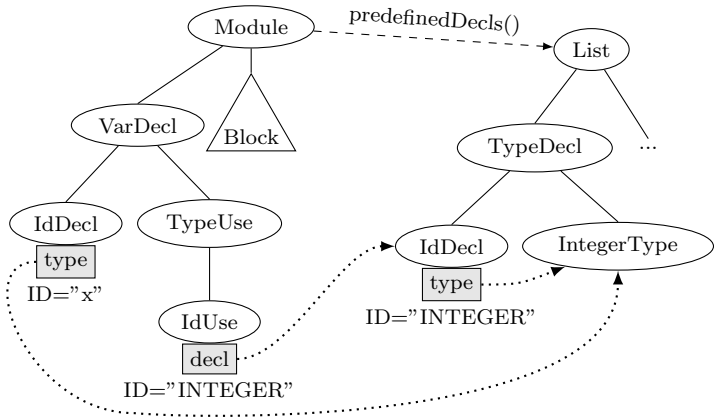 Module
predefinedDecls()
List
VarDecl
Block
TypeDecl
...
IdDecl
TypeUse
IdDecl
IntegerType
type
type
ID="x"
IdUse
ID="INTEGER"
decl
ID="INTEGER"